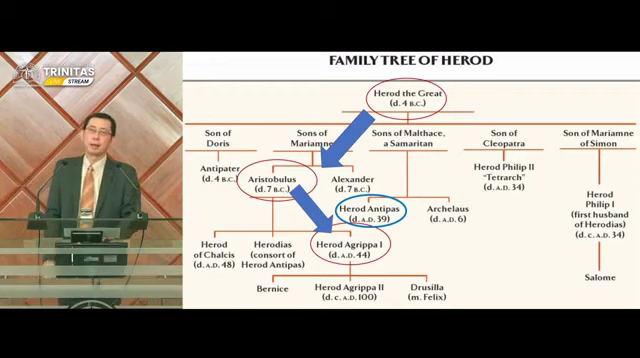 TRINITAS
LIVE STREAM
FAMILY TREE OF HEROD
Herod the Great
(d. 4 B.C.)
Son of
Doris
Sons of
Mariamne
Sons of Malthace, a
Samaritan
Son of
Cleopatra
Son of Mariamne
of Simon
Antipater
(d. 4 B.C.)
Aristobulus
(d. 7 B.C.)
Alexander
(d. 7 B.C.)
Herod Philip II
"Tetrarch"
(d. A.D. 34)
Herod Antipas
(d. A.D. 39)
Archelaus
(d. A.D. 6)
Herod
Philip I
(first husband
of Herodias)
(d. c. A.D. 34)
Herod
of Chalcis
(d. A.D. 48)
Herodias
(consort of
Herod Antipas)
Herod Agrippa I
(d. A.D. 44)
Salome
Bernice
Herod Agrippa II
(d. c. A.D. 100)
Drusilla
(m. Felix)